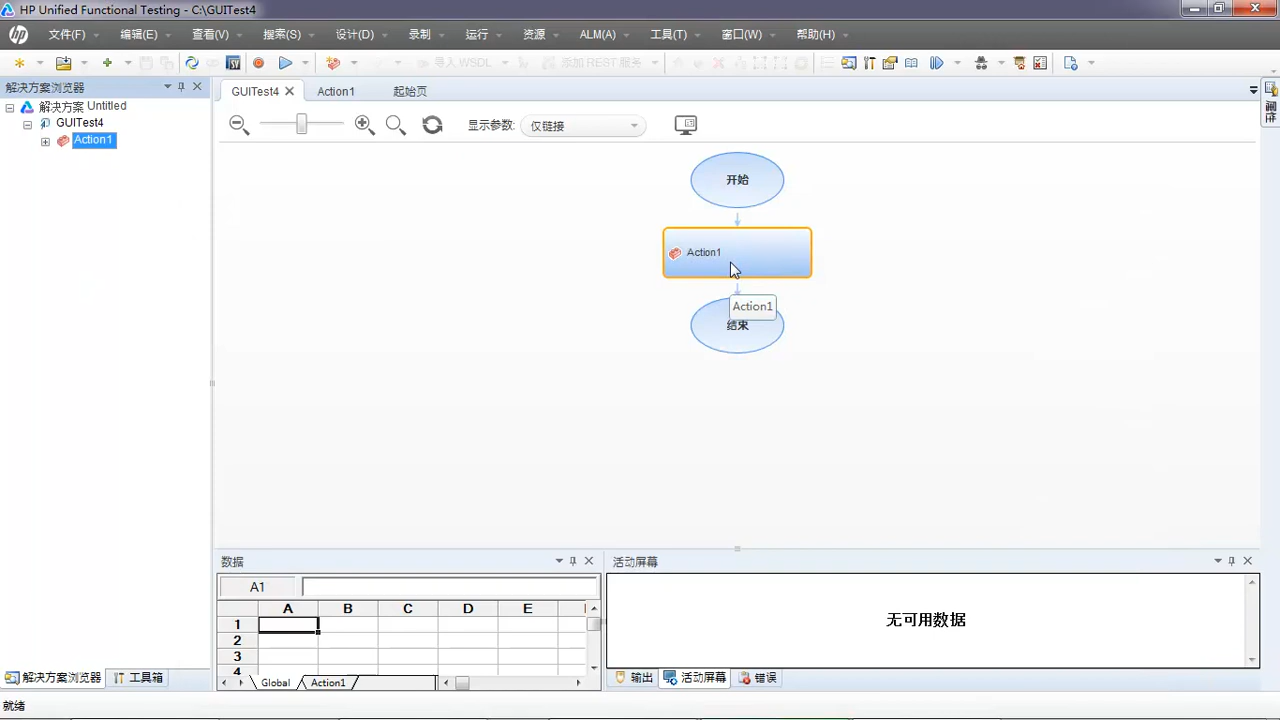 HP Unified Functional Testing - C:\GUITest4
文件(F) 编辑(E) 查看(V) 搜索(S) 设计(D) 录制 运行 资源 ALM(A) 工具(T) 窗口(W) 帮助(H)
导入 WSDL 添加 REST 服务
解决方案浏览器
GUITest4 Action1 起始页
解决方案 Untitled
GUITest4
Action1
显示参数: 仅链接
属性
开始
Action1
Action1
结束
数据
A1
A B C D E
1
2
3
4
Global Action1
活动屏幕
无可用数据
解决方案浏览器 工具箱
输出 活动屏幕 错误
就绪